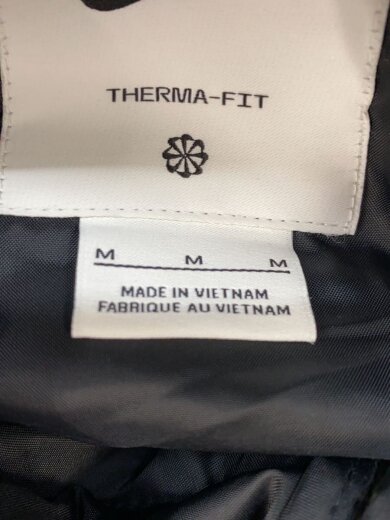 THERMA-FIT
M M M
MADE IN VIETNAM
FABRIQUE AU VIETNAM